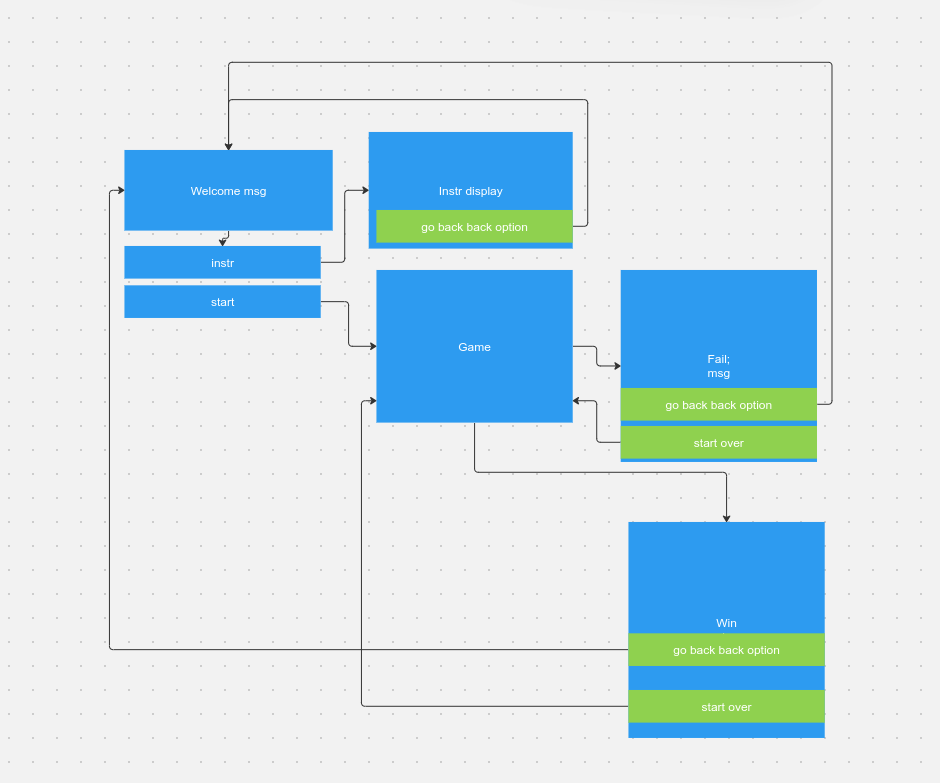 Welcome msg
Instr display
go back back option
instr
start
Game
Fail;
msg
go back back option
start over
Win
go back back option
start over